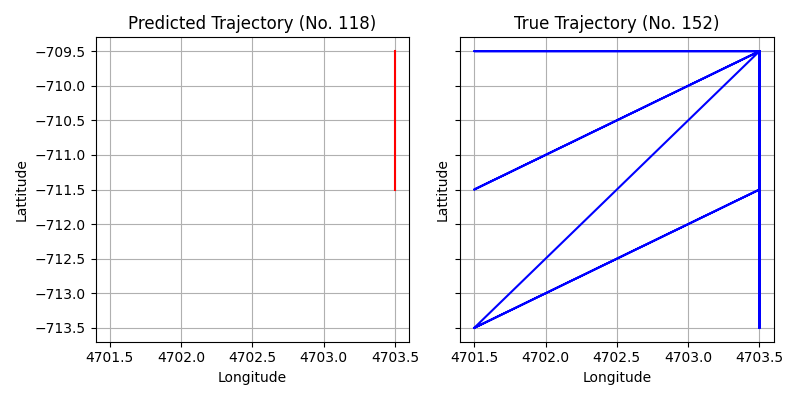 Predicted Trajectory (No. 118)
−709.5
−710.0
−710.5
−711.0
−711.5
−712.0
−712.5
−713.0
−713.5
Lattitude
4701.5 4702.0 4702.5 4703.0 4703.5
Longitude
True Trajectory (No. 152)
Lattitude
4701.5 4702.0 4702.5 4703.0 4703.5
Longitude